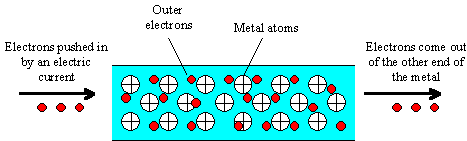 Outer
electrons
Metal atoms
Electrons pushed in
by an electric
current
Electrons come out
of the other end of
the metal